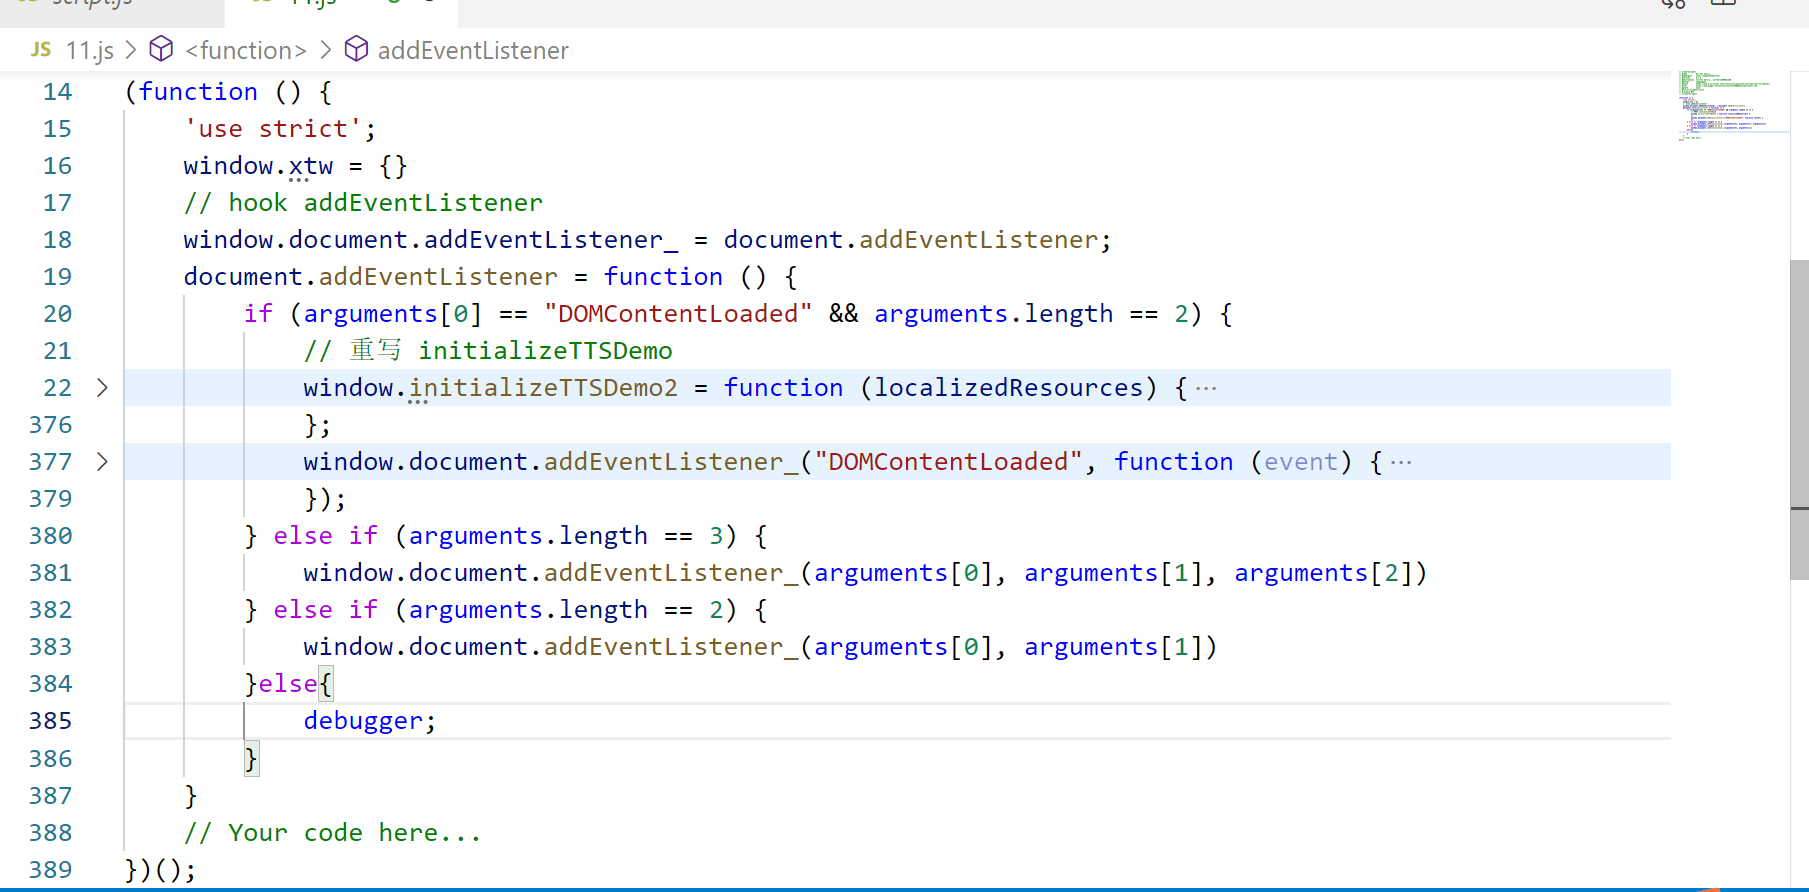 JS 11.js > <function> > addEventListener
14 (function () {
15 'use strict';
16 window.xtw = {}
17 // hook addEventListener
18 window.document.addEventListener_ = document.addEventListener;
19 document.addEventListener = function () {
20 if (arguments[0] == "DOMContentLoaded" && arguments.length == 2) {
21 // 重写 initializeTTSDemo
22 window.initializeTTSDemo2 = function (localizedResources) {···
376 };
377 window.document.addEventListener_("DOMContentLoaded", function (event) {···
379 });
380 } else if (arguments.length == 3) {
381 window.document.addEventListener_(arguments[0], arguments[1], arguments[2])
382 } else if (arguments.length == 2) {
383 window.document.addEventListener_(arguments[0], arguments[1])
384 }else{
385 debugger;
386 }
387 }
388 // Your code here...
389 })();